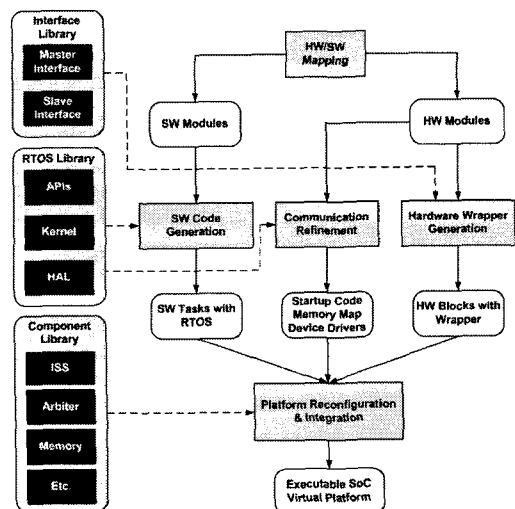 Interface
Library
Master
Interface
Slave
Interface
RTOS Library
APIs
Kernel
HAL
Component
Library
ISS
Arbiter
Memory
Etc.
HW/SW
Mapping
SW Modules
HW Modules
SW Code
Generation
Communication
Refinement
Hardware Wrapper
Generation
SW Tasks with
RTOS
Startup Code
Memory Map
Device Drivers
HW Blocks with
Wrapper
Platform Reconfiguration
& Integration
Executable SoC
Virtual Platform